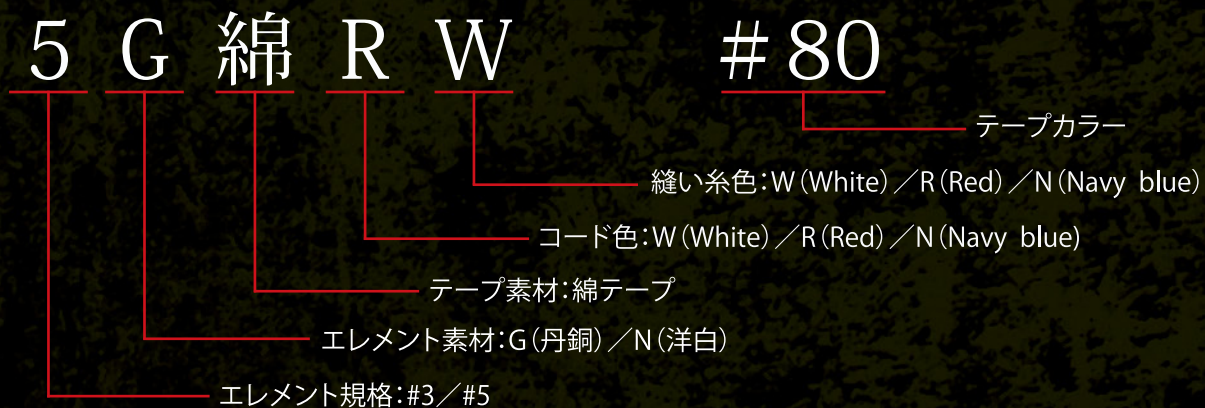 5 G 綿 R W #80
テープカラー
縫い糸色:W(White)/R(Red)/N(Navy blue)
コード色:W(White)/R(Red)/N(Navy blue)
テープ素材:綿テープ
エレメント素材:G(丹銅)/N(洋白)
エレメント規格:#3/#5